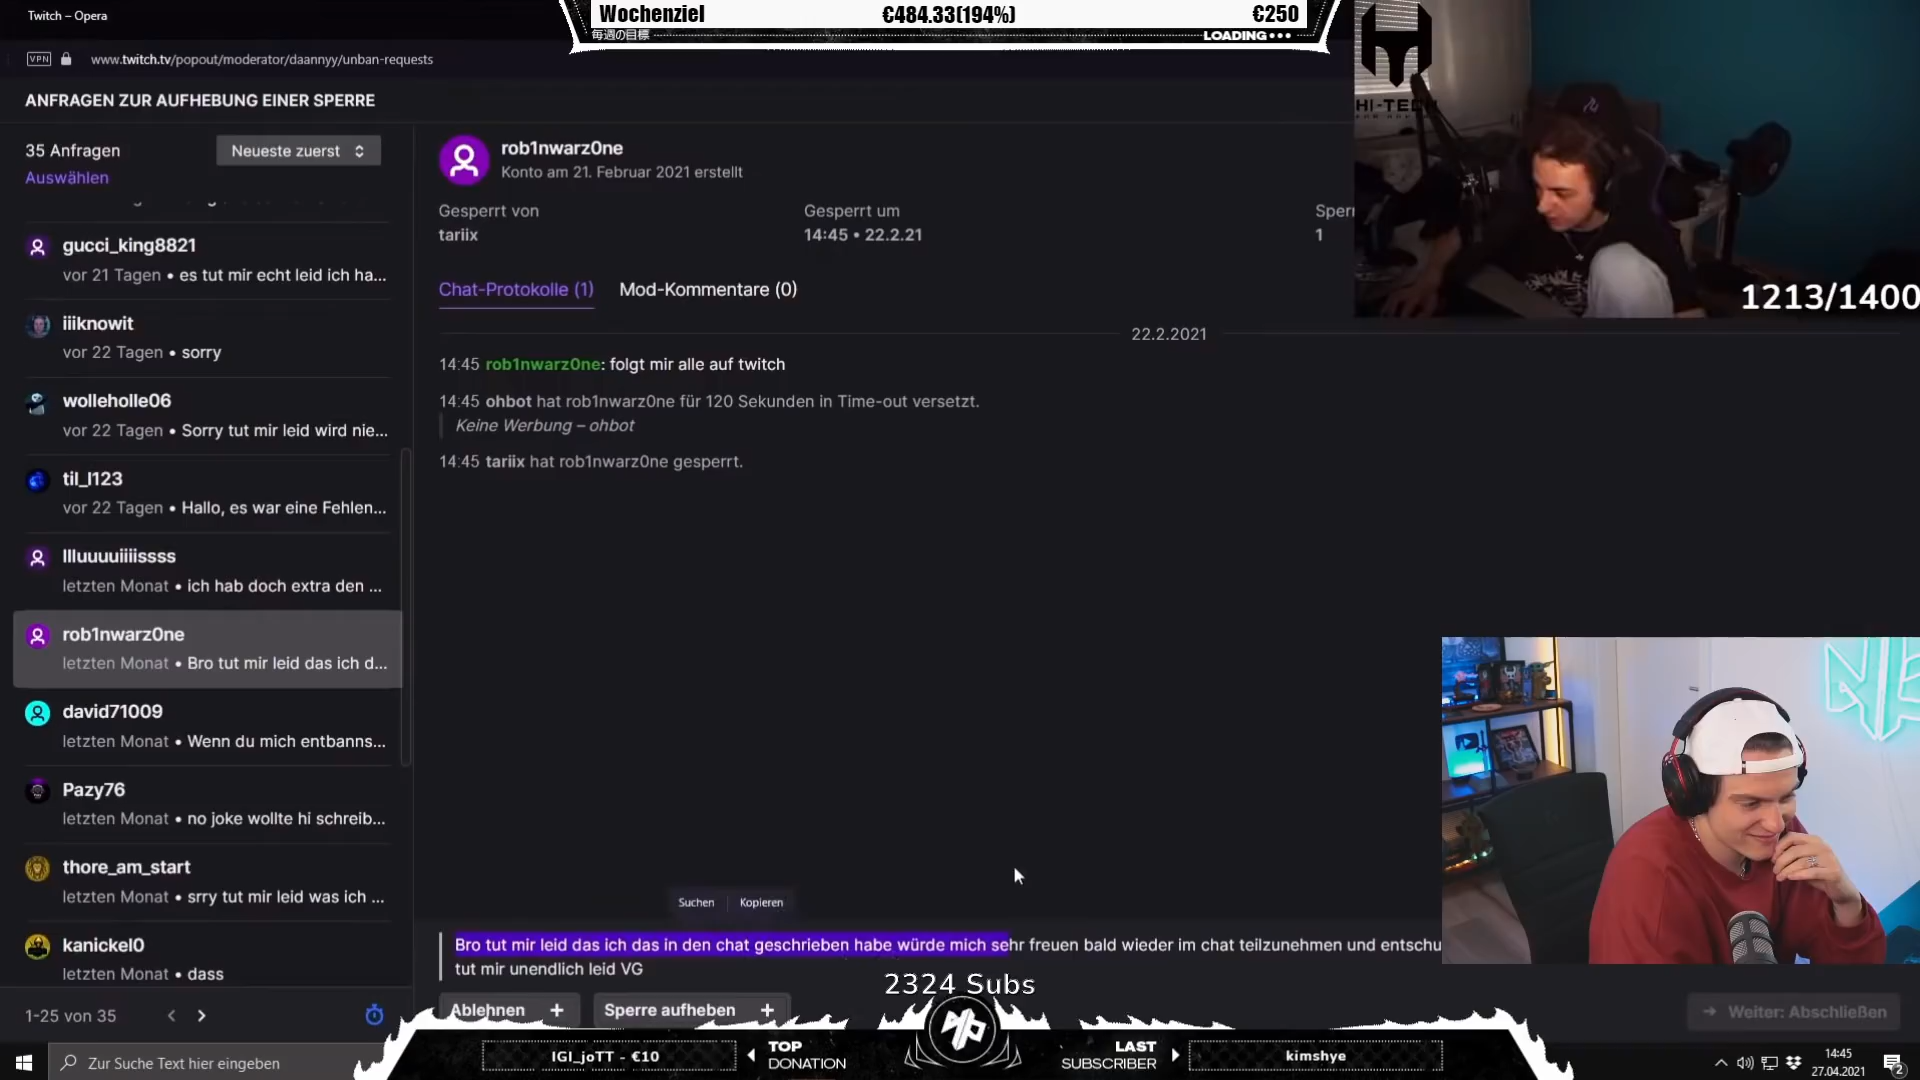 Twitch – Opera
Wochenziel €484.33(194%) €250
毎週の目標 LOADING•••
VPN www.twitch.tv/popout/moderator/daannyy/unban-requests
ANFRAGEN ZUR AUFHEBUNG EINER SPERRE
HI-TECH
35 Anfragen
Neueste zuerst
Auswählen
gucci_king8821
vor 21 Tagen • es tut mir echt leid ich ha...
iiiknowit
vor 22 Tagen • sorry
wolleholle06
vor 22 Tagen • Sorry tut mir leid wird nie...
til_l123
vor 22 Tagen • Hallo, es war eine Fehlen...
llluuuuiiiissss
letzten Monat • ich hab doch extra den ...
rob1nwarz0ne
letzten Monat • Bro tut mir leid das ich d...
david71009
letzten Monat • Wenn du mich entbanns...
Pazy76
letzten Monat • no joke wollte hi schreib...
thore_am_start
letzten Monat • srry tut mir leid was ich ...
kanickel0
letzten Monat • dass
1-25 von 35
rob1nwarz0ne
Konto am 21. Februar 2021 erstellt
Gesperrt von Gesperrt um Sper
tariix 14:45 • 22.2.21 1
Chat-Protokolle (1) Mod-Kommentare (0)
1213/1400
22.2.2021
14:45 rob1nwarz0ne: folgt mir alle auf twitch
14:45 ohbot hat rob1nwarz0ne für 120 Sekunden in Time-out versetzt.
Keine Werbung – ohbot
14:45 tariix hat rob1nwarz0ne gesperrt.
Suchen Kopieren
Bro tut mir leid das ich das in den chat geschrieben habe würde mich sehr freuen bald wieder im chat teilzunehmen und entschu
tut mir unendlich leid VG
2324 Subs
Ablehnen + Sperre aufheben +
Weiter: Abschließen
Zur Suche Text hier eingeben
IGI_joTT - €10
TOP
DONATION
LAST
SUBSCRIBER
kimshye
14:45
27.04.2021
2